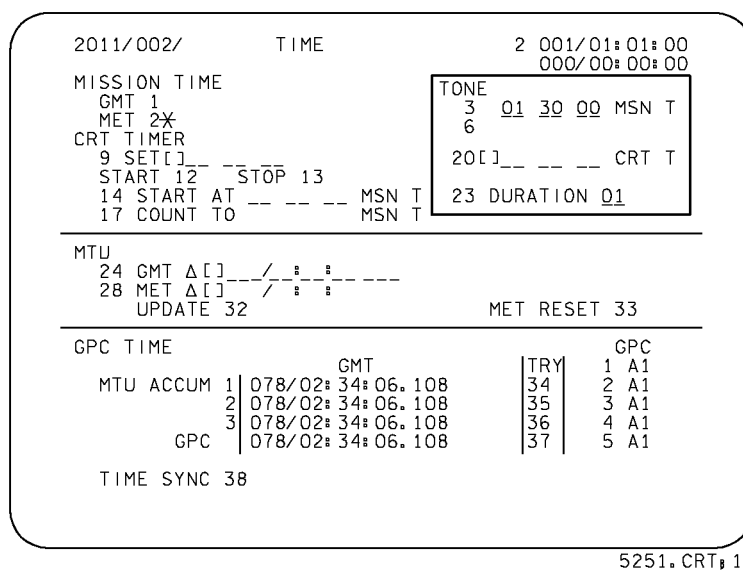 2011/002/ TIME 2 001/01:01:00
000/00:00:00
MISSION TIME
GMT 1
MET 2*
CRT TIMER
9 SET[]__ __ __
START 12 STOP 13
14 START AT __ __ __ MSN T
17 COUNT TO MSN T
TONE
3 01 30 00 MSN T
6
20[]__ __ __ CRT T
23 DURATION 01
MTU
24 GMT Δ[]___/__:__:__ ___
28 MET Δ[] / : :
UPDATE 32 MET RESET 33
GPC TIME GPC
GMT TRY 1 A1
MTU ACCUM 1 078/02:34:06.108 34 2 A1
2 078/02:34:06.108 35 3 A1
3 078/02:34:06.108 36 4 A1
GPC 078/02:34:06.108 37 5 A1
TIME SYNC 38
5251.CRT;1